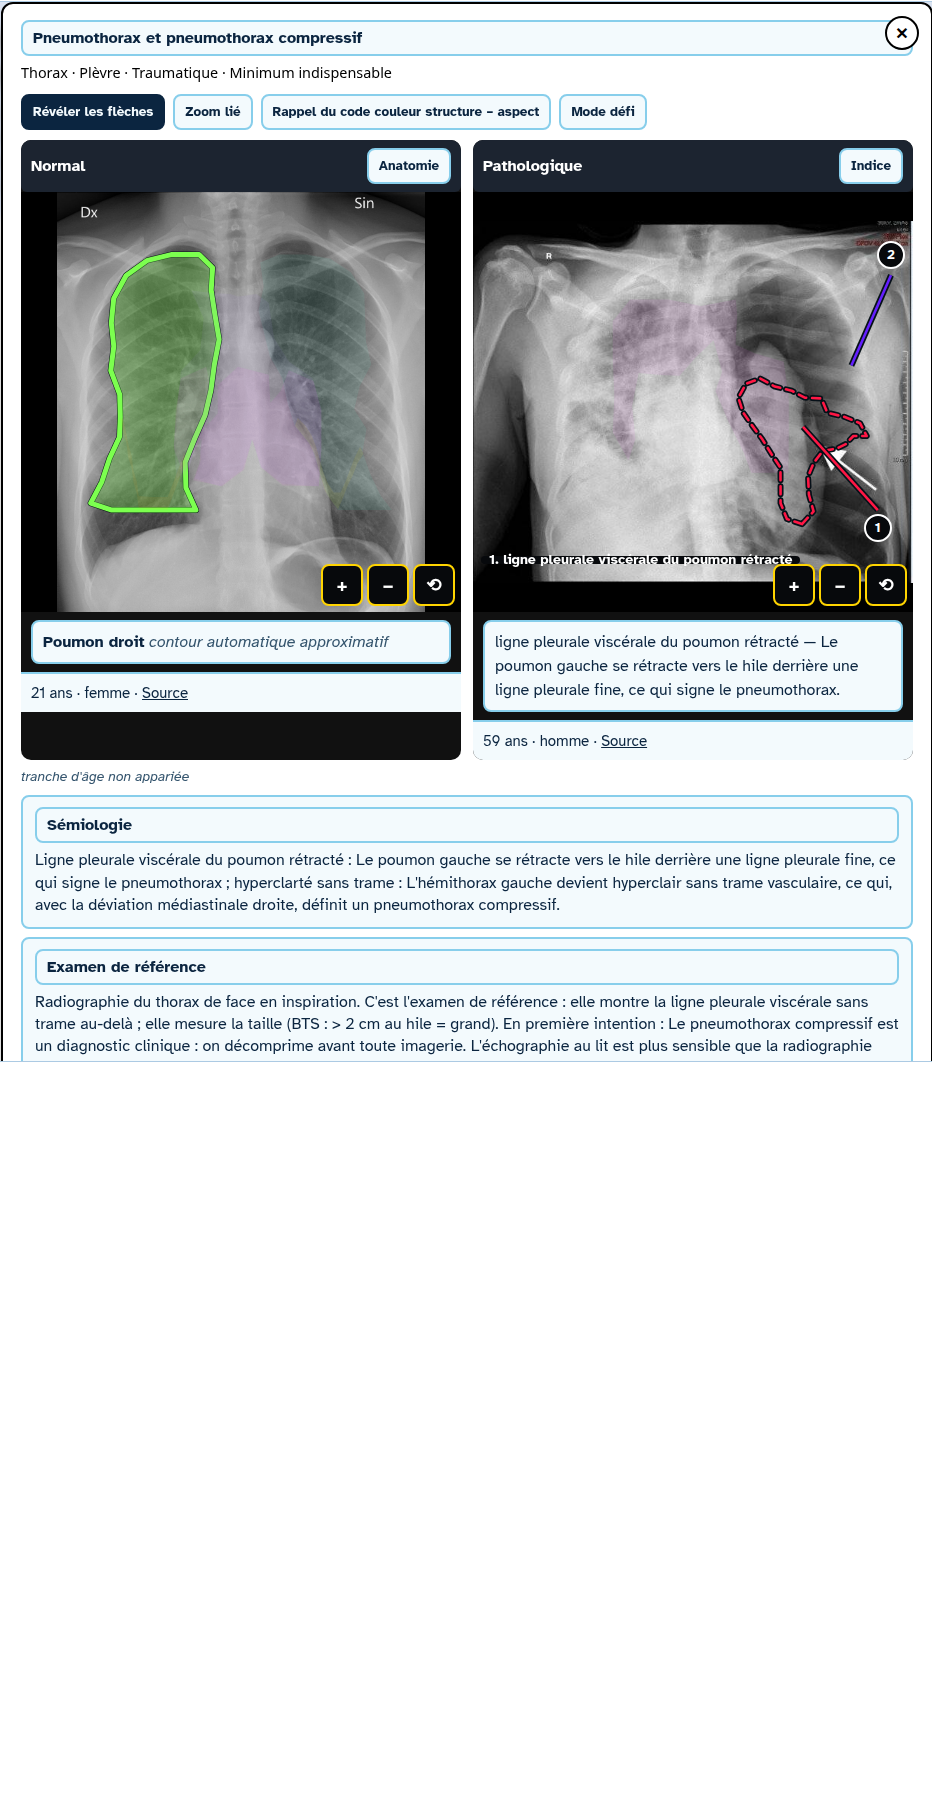 Pneumothorax et pneumothorax compressif
×
Thorax · Plèvre · Traumatique · Minimum indispensable
Révéler les flèches
Zoom lié
Rappel du code couleur structure – aspect
Mode défi
Normal
Anatomie
Dx
Sin
+
−
⟲
Poumon droit contour automatique approximatif
21 ans · femme · Source
Pathologique
Indice
R
2
1
1. ligne pleurale viscérale du poumon rétracté
+
−
⟲
ligne pleurale viscérale du poumon rétracté — Le
poumon gauche se rétracte vers le hile derrière une
ligne pleurale fine, ce qui signe le pneumothorax.
59 ans · homme · Source
tranche d'âge non appariée
Sémiologie
Ligne pleurale viscérale du poumon rétracté : Le poumon gauche se rétracte vers le hile derrière une ligne pleurale fine, ce
qui signe le pneumothorax ; hyperclarté sans trame : L'hémithorax gauche devient hyperclair sans trame vasculaire, ce qui,
avec la déviation médiastinale droite, définit un pneumothorax compressif.
Examen de référence
Radiographie du thorax de face en inspiration. C'est l'examen de référence : elle montre la ligne pleurale viscérale sans
trame au-delà ; elle mesure la taille (BTS : > 2 cm au hile = grand). En première intention : Le pneumothorax compressif est
un diagnostic clinique : on décomprime avant toute imagerie. L'échographie au lit est plus sensible que la radiographie